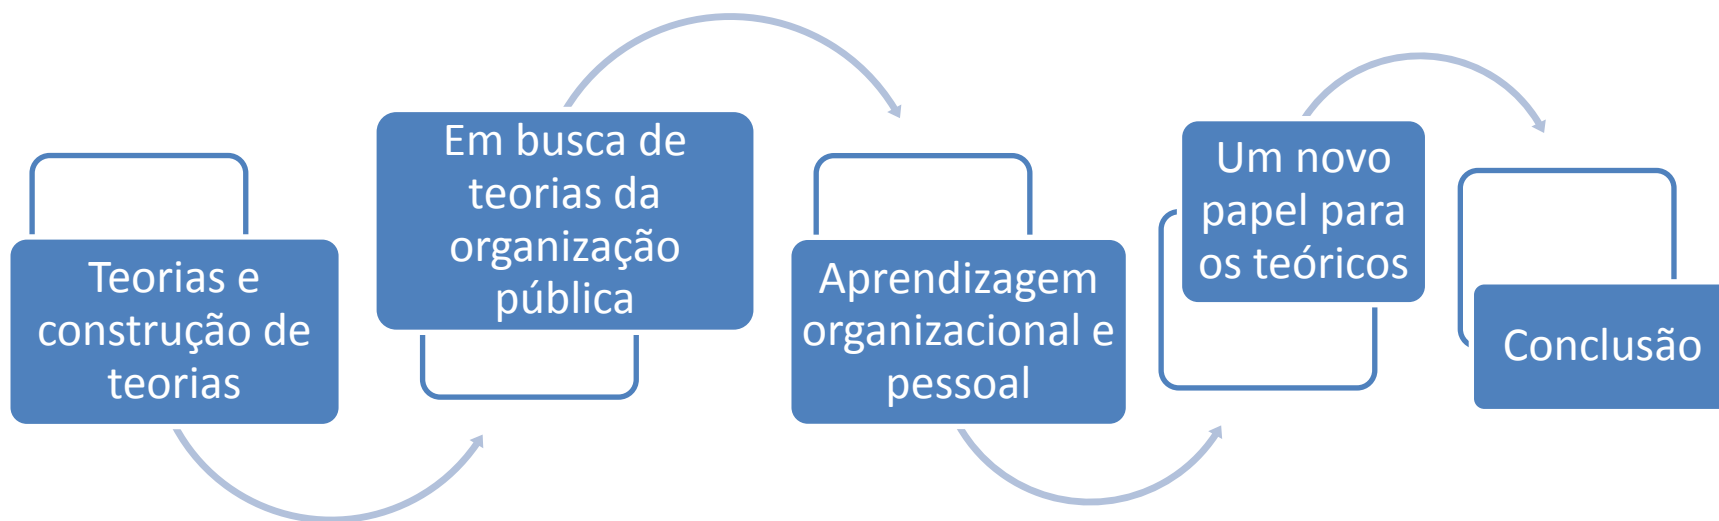 Teorias e
construção de
teorias
Em busca de
teorias da
organização
pública
Aprendizagem
organizacional e
pessoal
Um novo
papel para
os teóricos
Conclusão